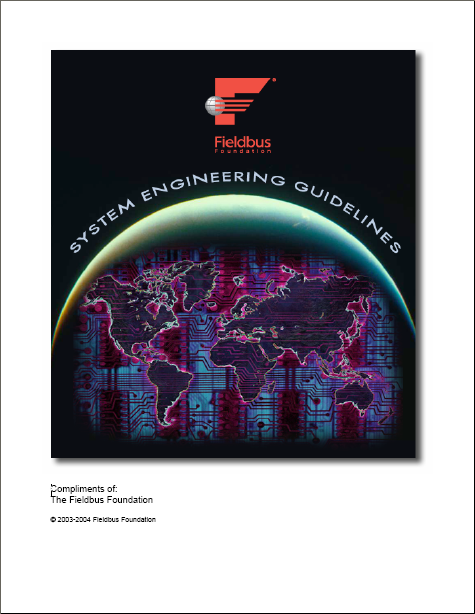 Fieldbus
Foundation
SYSTEM ENGINEERING GUIDELINES
Compliments of:
The Fieldbus Foundation
© 2003-2004 Fieldbus Foundation